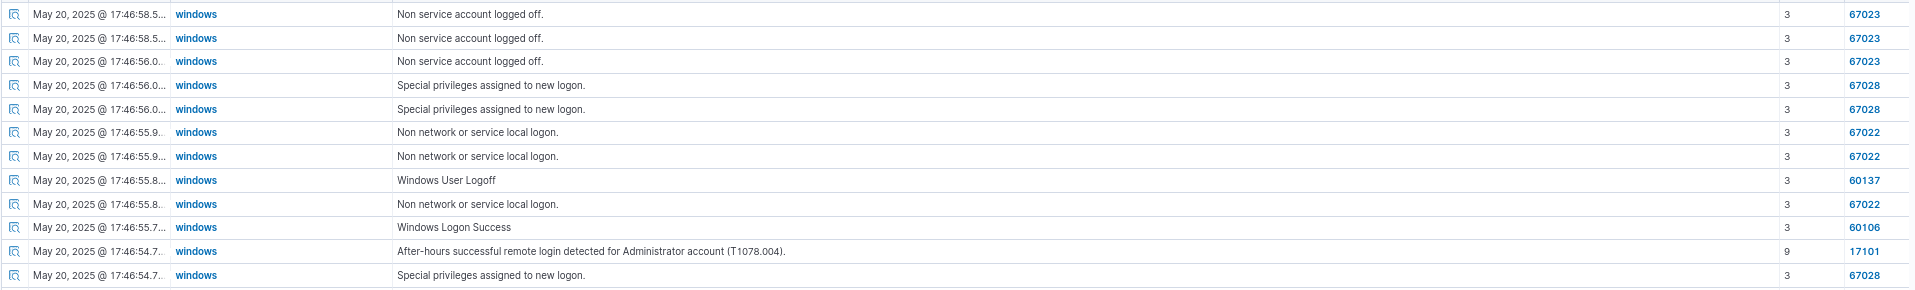 May 20, 2025 @ 17:46:58.5... windows Non service account logged off. 3 67023
May 20, 2025 @ 17:46:58.5... windows Non service account logged off. 3 67023
May 20, 2025 @ 17:46:56.0... windows Non service account logged off. 3 67023
May 20, 2025 @ 17:46:56.0... windows Special privileges assigned to new logon. 3 67028
May 20, 2025 @ 17:46:56.0... windows Special privileges assigned to new logon. 3 67028
May 20, 2025 @ 17:46:55.9... windows Non network or service local logon. 3 67022
May 20, 2025 @ 17:46:55.9... windows Non network or service local logon. 3 67022
May 20, 2025 @ 17:46:55.8... windows Windows User Logoff 3 60137
May 20, 2025 @ 17:46:55.8... windows Non network or service local logon. 3 67022
May 20, 2025 @ 17:46:55.7... windows Windows Logon Success 3 60106
May 20, 2025 @ 17:46:54.7... windows After-hours successful remote login detected for Administrator account (T1078.004). 9 17101
May 20, 2025 @ 17:46:54.7... windows Special privileges assigned to new logon. 3 67028